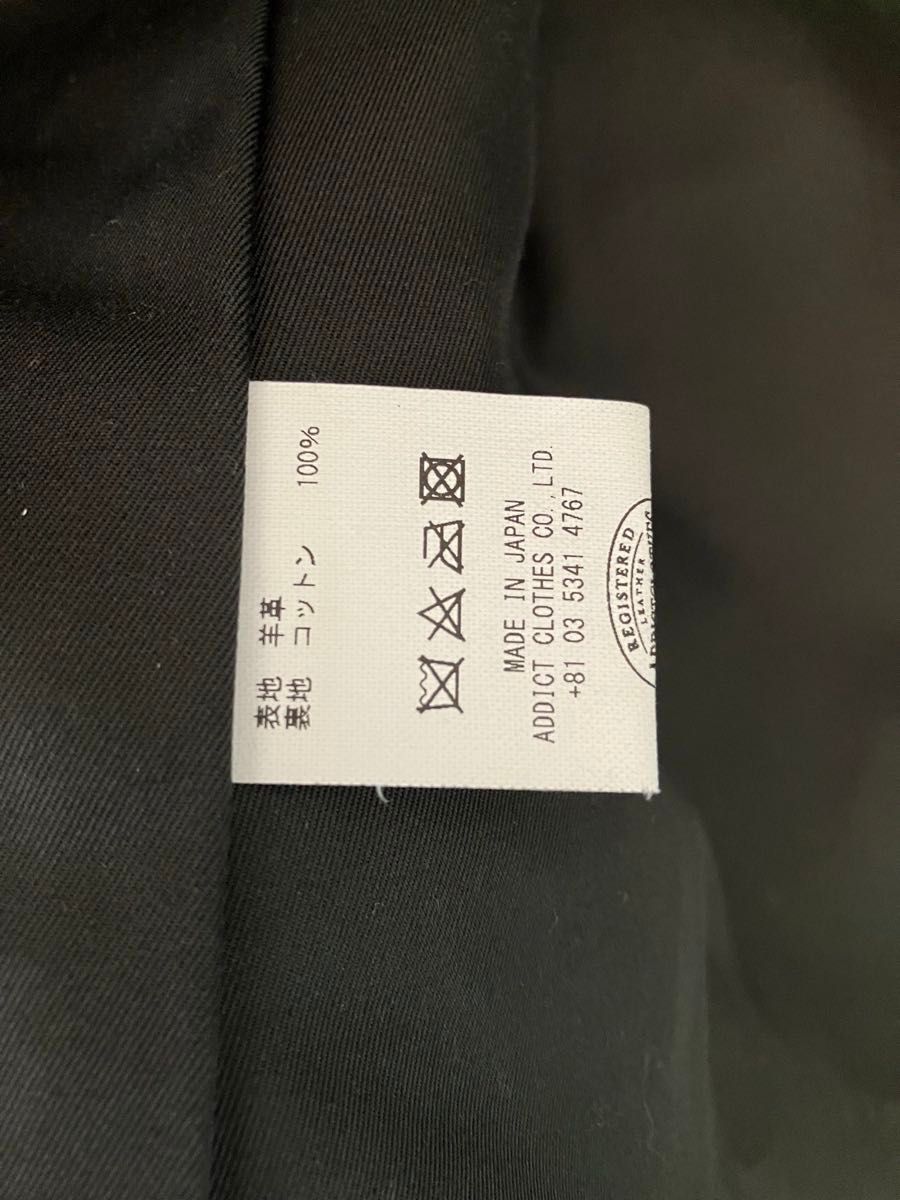 表地 羊革
裏地 コットン 100%
MADE IN JAPAN
ADDICT CLOTHES CO.,LTD.
+81 03 5341 4767
REGISTERED
LEATHER